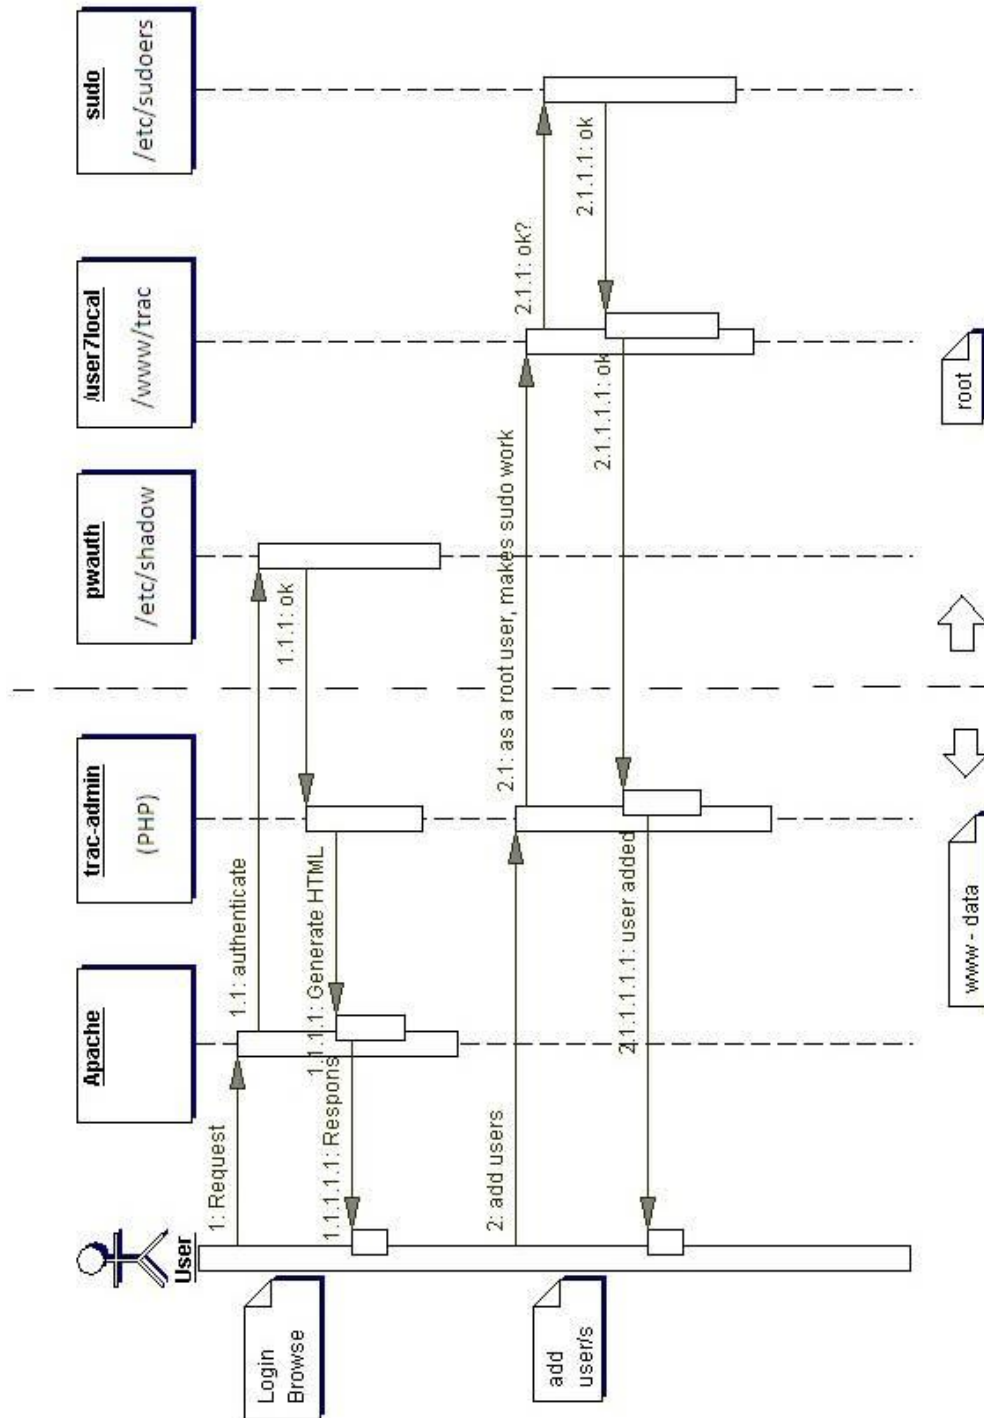 User
Apache
trac-admin
(PHP)
pwauth
/etc/shadow
/user7local
/www/trac
sudo
/etc/sudoers
Login
Browse
1: Request
1.1: authenticate
1.1.1: ok
1.1.1.1: Generate HTML
1.1.1.1.1: Respons
add
user/s
2: add users
2.1: as a root user, makes sudo work
2.1.1: ok?
2.1.1.1: ok
2.1.1.1.1: ok
2.1.1.1.1.1: user added
www - data
root